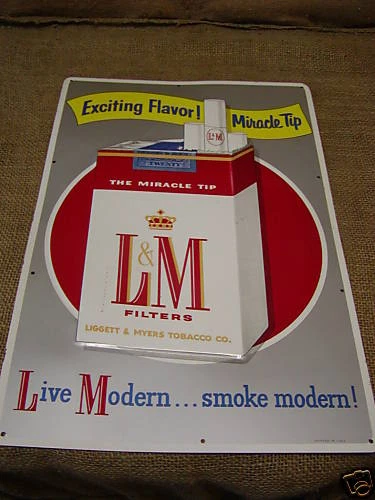 Exciting Flavor!
Miracle Tip
L&M
TWENTY
THE MIRACLE TIP
L&M
FILTERS
LIGGETT & MYERS TOBACCO CO.
Live Modern... smoke modern!